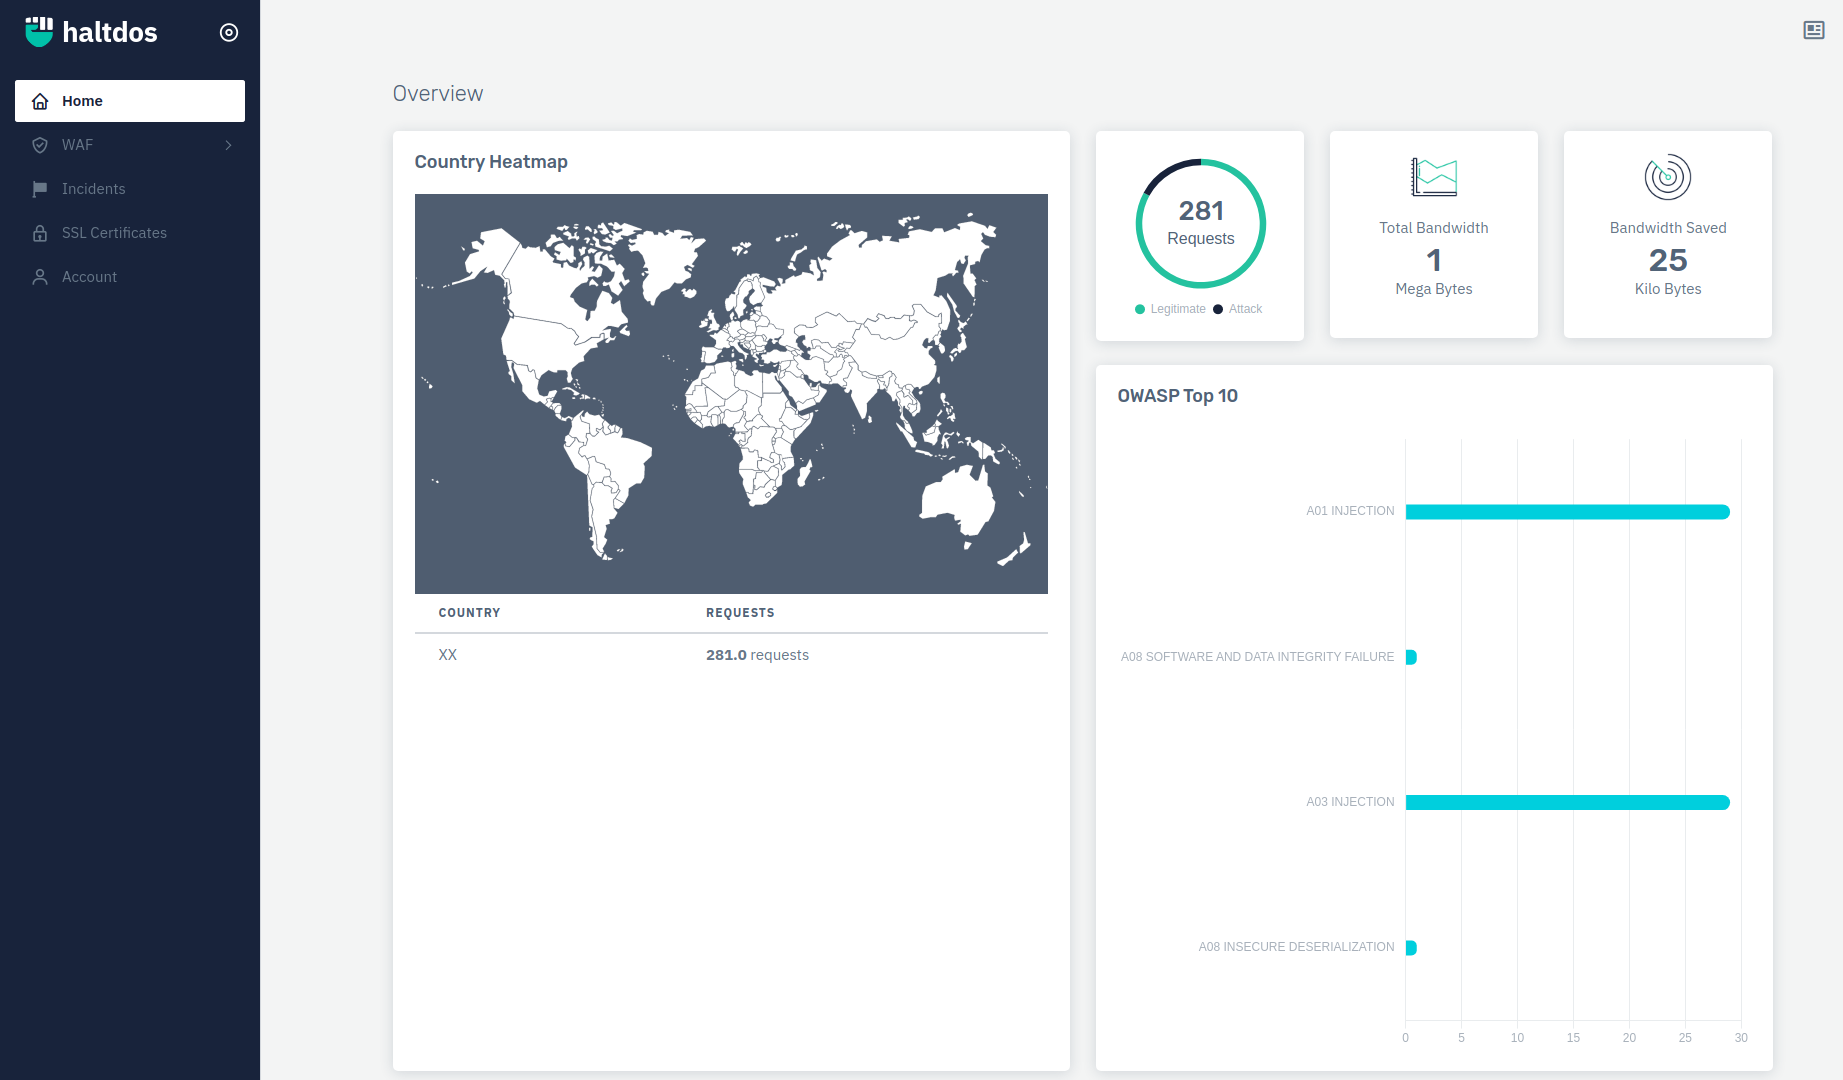 haltdos
Home
WAF
Incidents
SSL Certificates
Account
Overview
Country Heatmap
COUNTRY REQUESTS
XX 281.0 requests
281
Requests
Legitimate Attack
Total Bandwidth
1
Mega Bytes
Bandwidth Saved
25
Kilo Bytes
OWASP Top 10
A01 INJECTION
A08 SOFTWARE AND DATA INTEGRITY FAILURE
A03 INJECTION
A08 INSECURE DESERIALIZATION
0 5 10 15 20 25 30